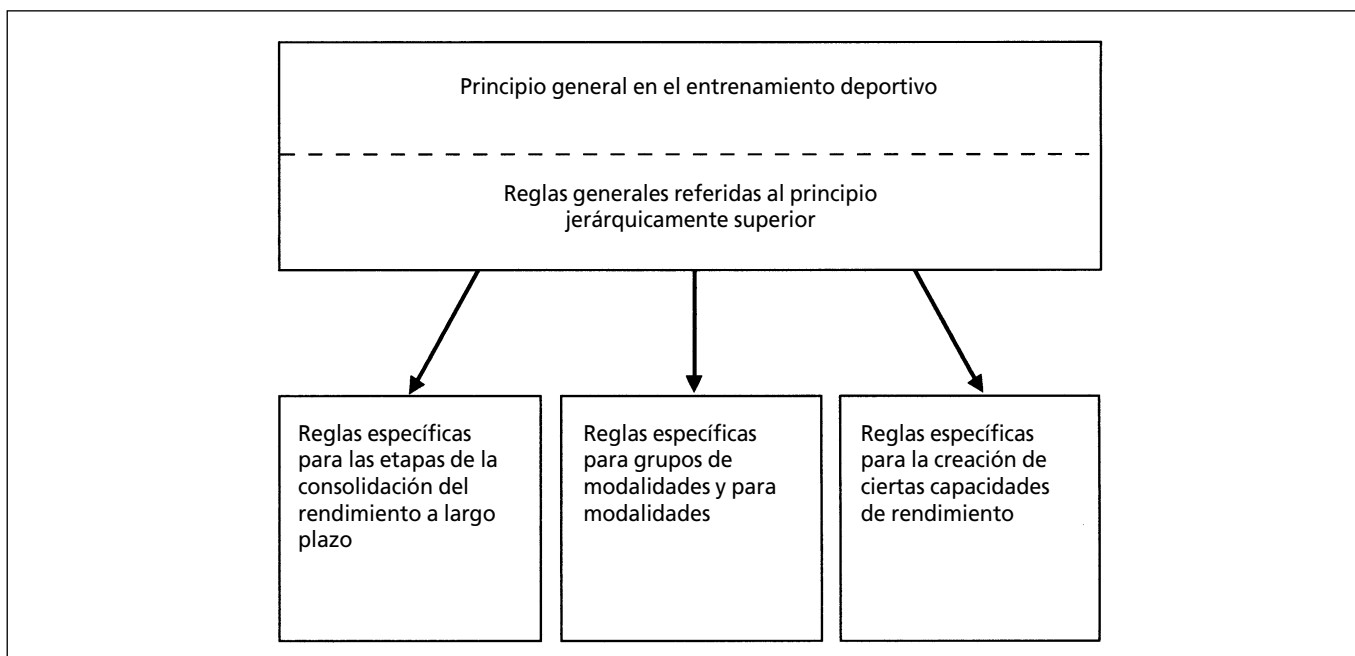 Principio general en el entrenamiento deportivo
Reglas generales referidas al principio
jerárquicamente superior
Reglas específicas
para las etapas de la
consolidación del
rendimiento a largo
plazo
Reglas específicas
para grupos de
modalidades y para
modalidades
Reglas específicas
para la creación de
ciertas capacidades
de rendimiento